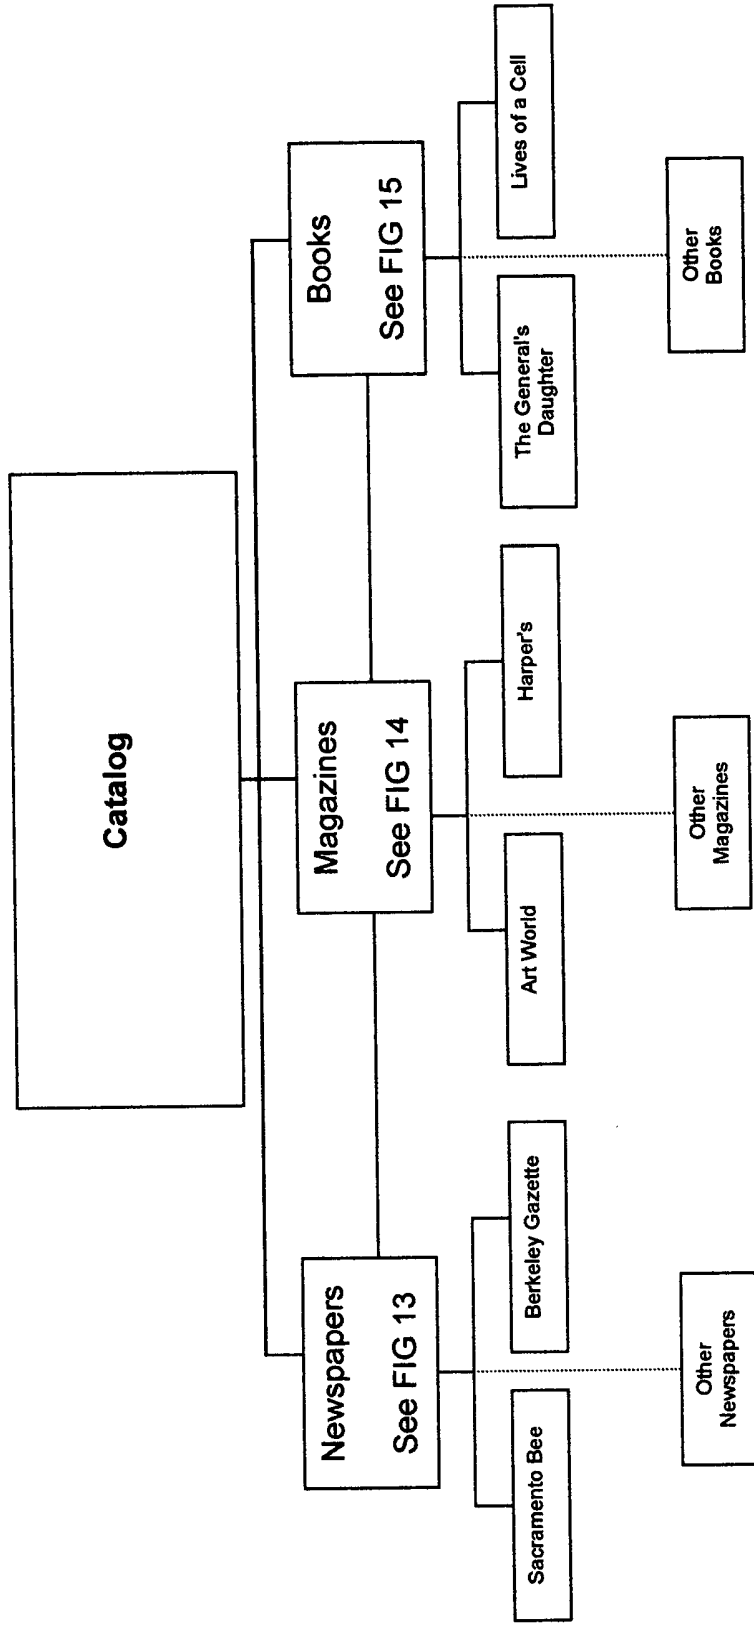 Catalog
Newspapers
See FIG 13
Magazines
See FIG 14
Books
See FIG 15
Sacramento Bee
Berkeley Gazette
Art World
Harper's
The General's
Daughter
Lives of a Cell
Other
Newspapers
Other
Magazines
Other
Books